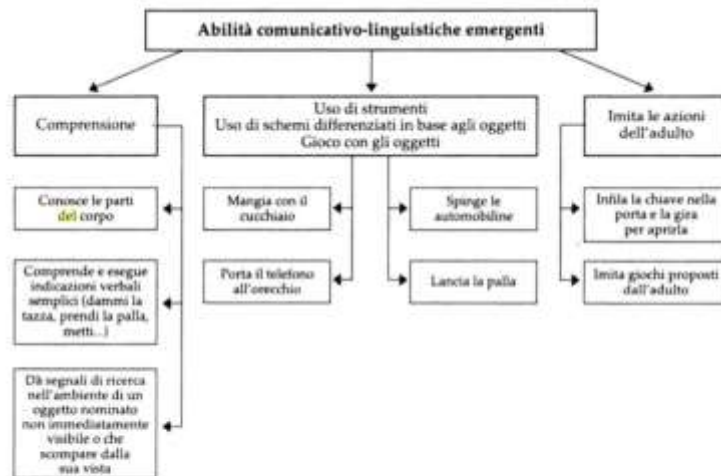 Abilità comunicativo-linguistiche emergenti
Comprensione
Uso di strumenti
Uso di schemi differenziati in base agli oggetti
Gioco con gli oggetti
Imita le azioni
dell'adulto
Conosce le parti
del corpo
Mangia con il
cucchiaio
Spinge le
automobiline
Infila la chiave nella
porta e la gira
per aprirla
Comprende e esegue
indicazioni verbali
semplici (dammi la
tazza, prendi la palla,
metti...)
Porta il telefono
all'orecchio
Lancia la palla
Imita giochi proposti
dall'adulto
Dà segnali di ricerca
nell'ambiente di un
oggetto nominato
non immediatamente
visibile o che
scompare dalla
sua vista